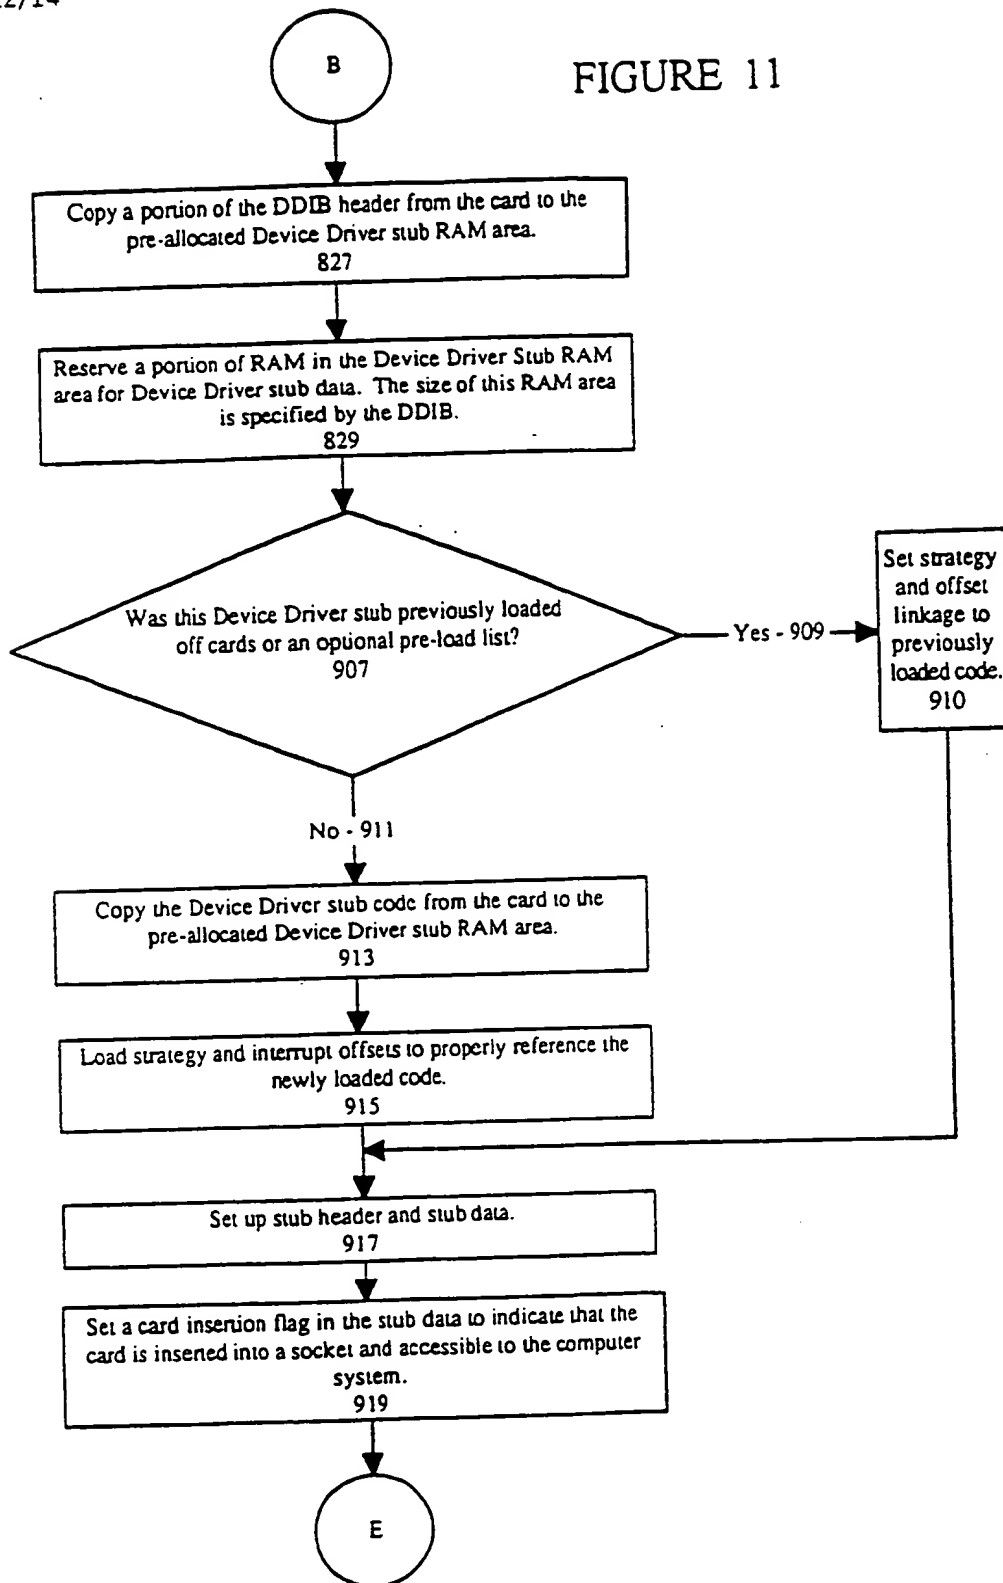 B
FIGURE 11
Copy a portion of the DDIB header from the card to the
pre-allocated Device Driver stub RAM area.
827
Reserve a portion of RAM in the Device Driver Stub RAM
area for Device Driver stub data. The size of this RAM area
is specified by the DDIB.
829
Was this Device Driver stub previously loaded
off cards or an optional pre-load list?
907
Yes - 909
Set strategy
and offset
linkage to
previously
loaded code.
910
No - 911
Copy the Device Driver stub code from the card to the
pre-allocated Device Driver stub RAM area.
913
Load strategy and interrupt offsets to properly reference the
newly loaded code.
915
Set up stub header and stub data.
917
Set a card insertion flag in the stub data to indicate that the
card is inserted into a socket and accessible to the computer
system.
919
E